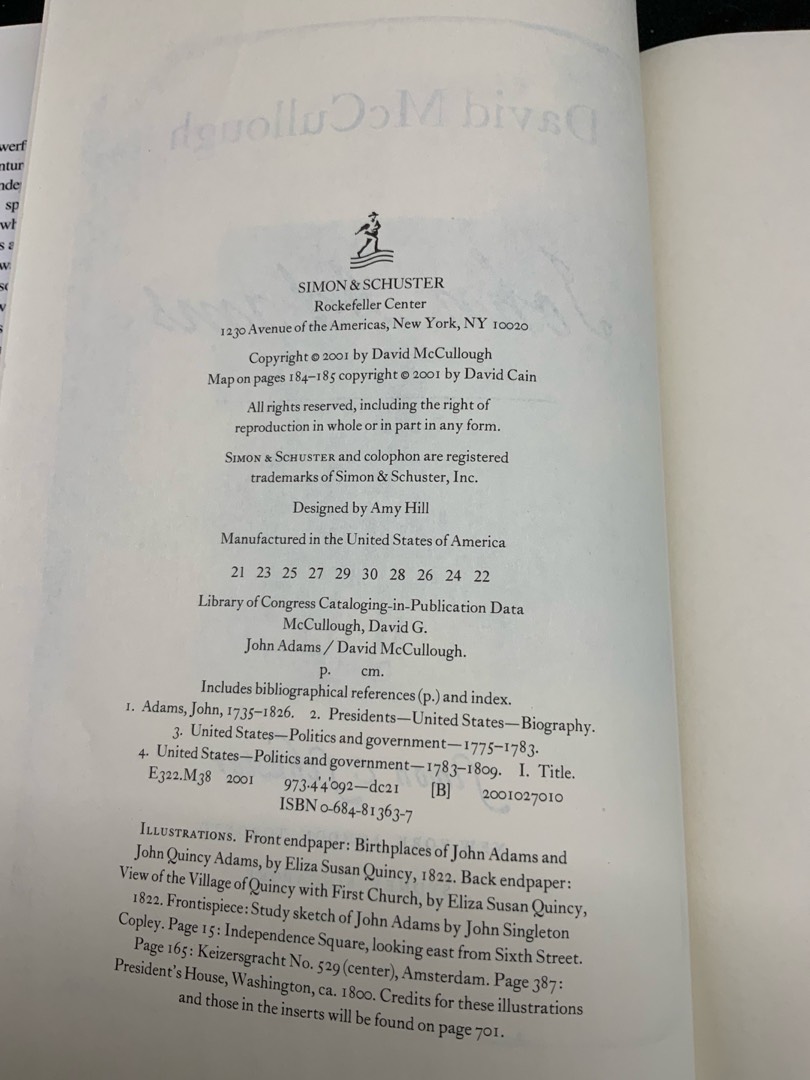 David McCullough
SIMON & SCHUSTER
Rockefeller Center
1230 Avenue of the Americas, New York, NY 10020
Copyright © 2001 by David McCullough
Map on pages 184–185 copyright © 2001 by David Cain
All rights reserved, including the right of
reproduction in whole or in part in any form.
SIMON & SCHUSTER and colophon are registered
trademarks of Simon & Schuster, Inc.
Designed by Amy Hill
Manufactured in the United States of America
21 23 25 27 29 30 28 26 24 22
Library of Congress Cataloging-in-Publication Data
McCullough, David G.
John Adams / David McCullough.
p. cm.
Includes bibliographical references (p.) and index.
1. Adams, John, 1735–1826. 2. Presidents—United States—Biography.
3. United States—Politics and government—1775–1783.
4. United States—Politics and government—1783–1809. I. Title.
E322.M38 2001 973.4'4'092—dc21 [B] 2001027010
ISBN 0-684-81363-7
ILLUSTRATIONS. Front endpaper: Birthplaces of John Adams and
John Quincy Adams, by Eliza Susan Quincy, 1822. Back endpaper:
View of the Village of Quincy with First Church, by Eliza Susan Quincy,
1822. Frontispiece: Study sketch of John Adams by John Singleton
Copley. Page 15: Independence Square, looking east from Sixth Street.
Page 165: Keizersgracht No. 529 (center), Amsterdam. Page 387:
President's House, Washington, ca. 1800. Credits for these illustrations
and those in the inserts will be found on page 701.